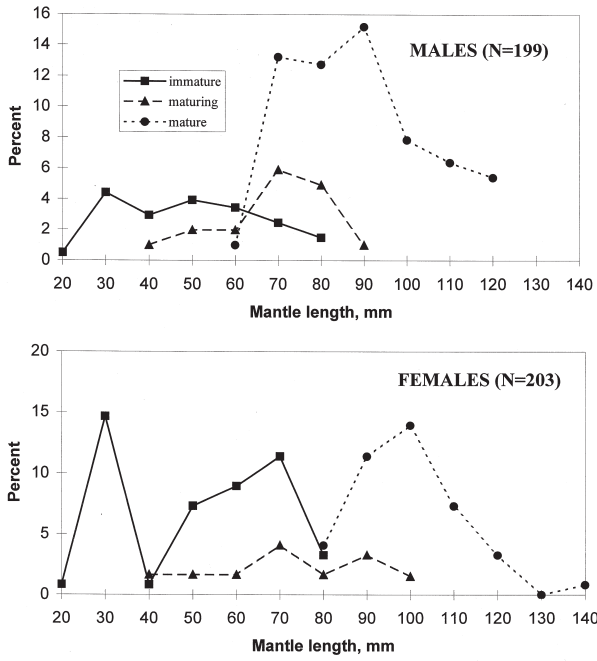 16
14
12
10
8
6
4
2
0
Percent
MALES (N=199)
immature
maturing
mature
20 30 40 50 60 70 80 90 100 110 120 130 140
Mantle length, mm
20
15
10
5
0
Percent
FEMALES (N=203)
20 30 40 50 60 70 80 90 100 110 120 130 140
Mantle length, mm